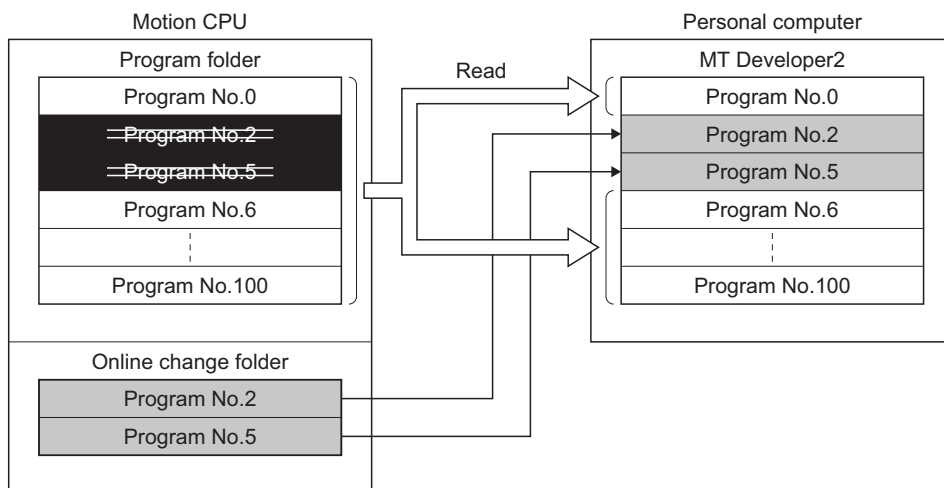 Motion CPU
Program folder
Program No.0
Program No.2
Program No.5
Program No.6
Program No.100
Online change folder
Program No.2
Program No.5
Read
Personal computer
MT Developer2
Program No.0
Program No.2
Program No.5
Program No.6
Program No.100